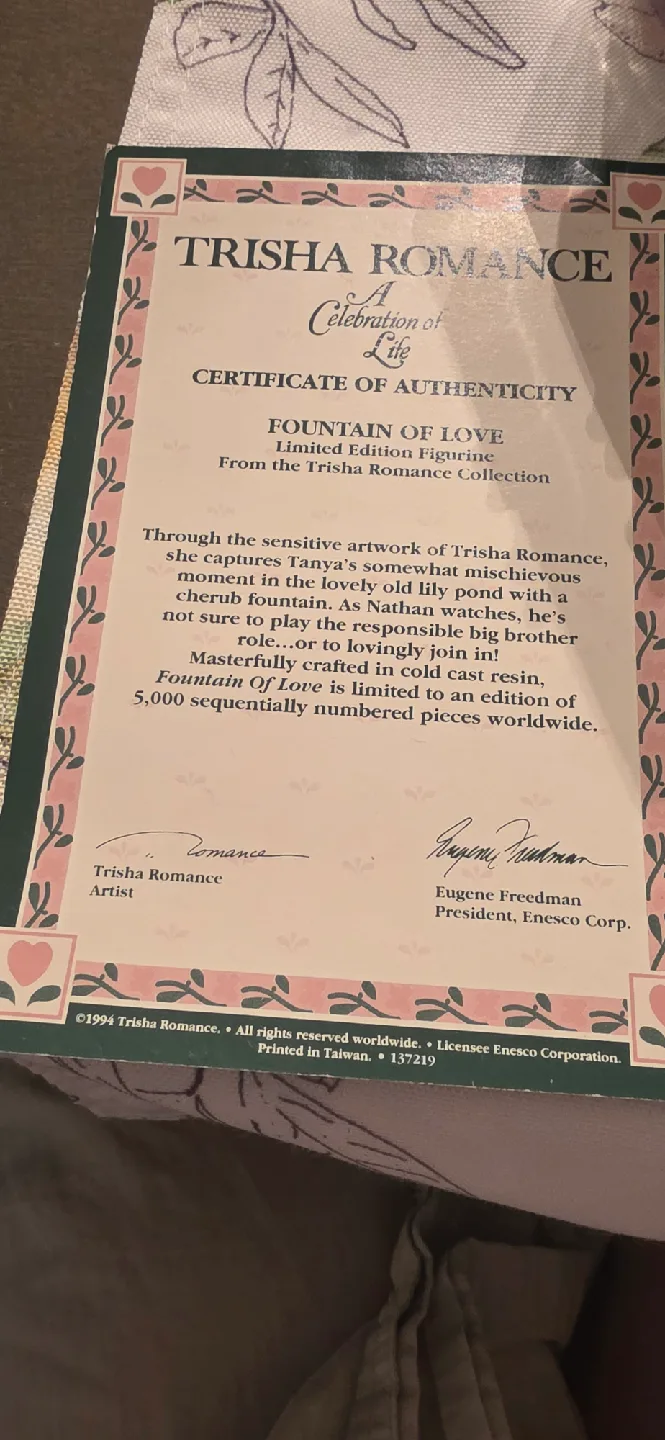 TRISHA ROMANCE
A
Celebration of
Life
CERTIFICATE OF AUTHENTICITY
FOUNTAIN OF LOVE
Limited Edition Figurine
From the Trisha Romance Collection
Through the sensitive artwork of Trisha Romance,
she captures Tanya's somewhat mischievous
moment in the lovely old lily pond with a
cherub fountain. As Nathan watches, he's
not sure to play the responsible big brother
role...or to lovingly join in!
Masterfully crafted in cold cast resin,
Fountain Of Love is limited to an edition of
5,000 sequentially numbered pieces worldwide.
Romance
Trisha Romance
Artist
Eugene Freedman
Eugene Freedman
President, Enesco Corp.
©1994 Trisha Romance. • All rights reserved worldwide. • Licensee Enesco Corporation.
Printed in Taiwan. • 137219